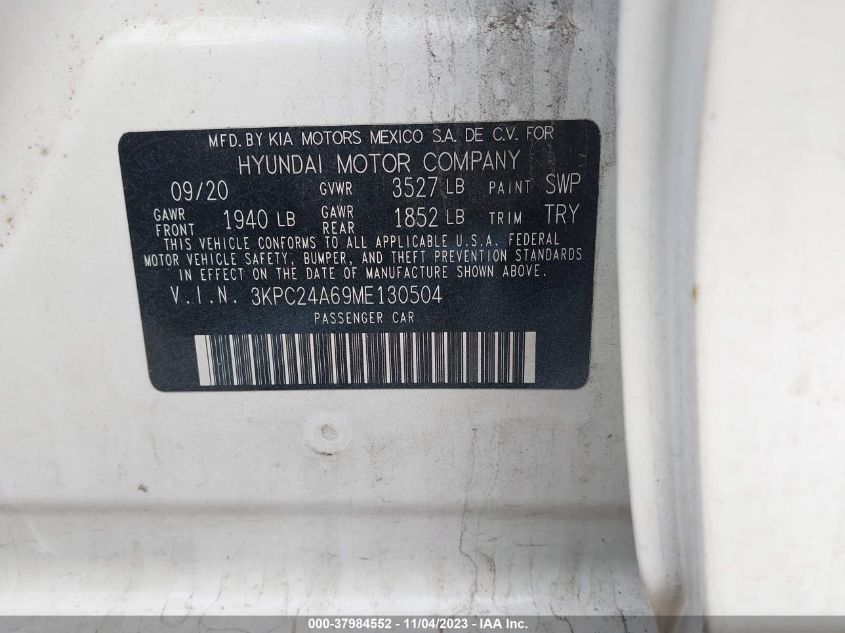 MFD. BY KIA MOTORS MEXICO S.A. DE C.V. FOR
HYUNDAI MOTOR COMPANY
09/20 GVWR 3527 LB PAINT SWP
GAWR FRONT 1940 LB GAWR REAR 1852 LB TRIM TRY
THIS VEHICLE CONFORMS TO ALL APPLICABLE U.S.A. FEDERAL
MOTOR VEHICLE SAFETY, BUMPER, AND THEFT PREVENTION STANDARDS
IN EFFECT ON THE DATE OF MANUFACTURE SHOWN ABOVE.
V.I.N. 3KPC24A69ME130504
PASSENGER CAR
000-37984552 - 11/04/2023 - IAA Inc.